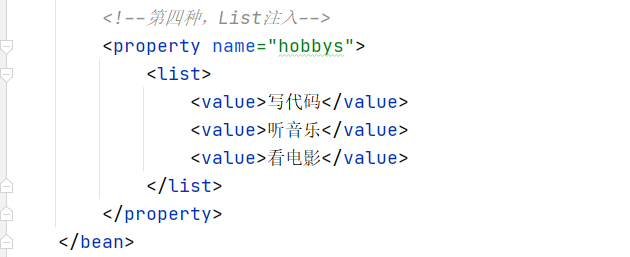 <!--第四种，List注入-->
<property name="hobbys">
<list>
<value>写代码</value>
<value>听音乐</value>
<value>看电影</value>
</list>
</property>
</bean>